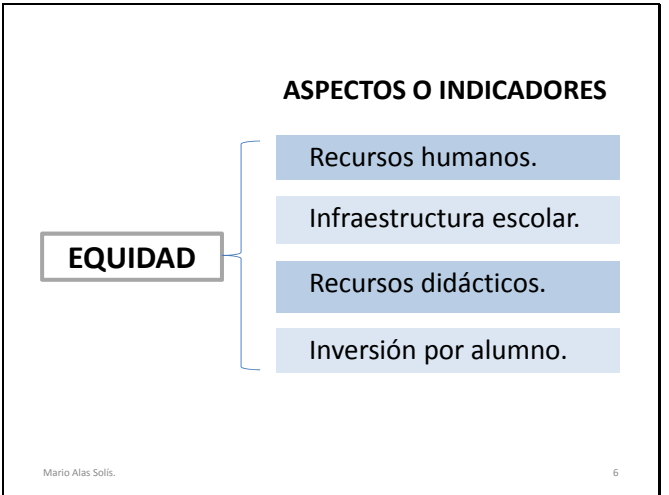 ASPECTOS O INDICADORES
Recursos humanos.
Infraestructura escolar.
EQUIDAD
Recursos didácticos.
Inversión por alumno.
Mario Alas Solís.
6